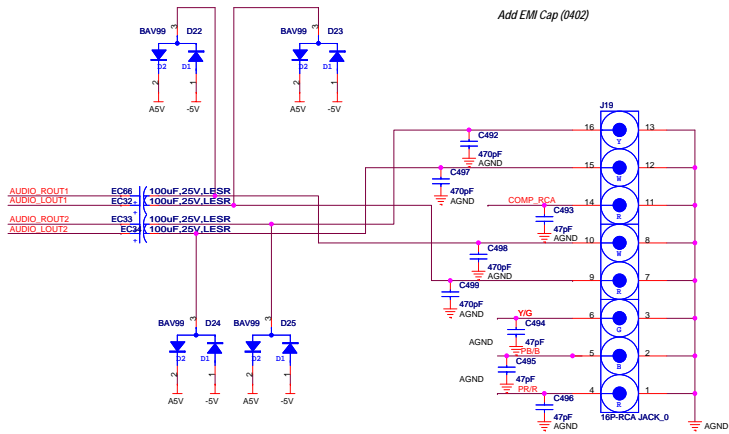 Add EMI Cap (0402)
BAV99 D22
3
D2 D1
2 1
A5V -5V
BAV99 D23
3
D2 D1
2 1
A5V -5V
J19
16 Y 13
C492
470pF
AGND
15 W 12
C497
470pF
AGND
COMP_RCA
14 R 11
C493
47pF
AGND
10 W 8
C498
470pF
AGND
9 R 7
C499
470pF
AGND
Y/G
6 G 3
C494
47pF
AGND
PB/B
5 B 2
C495
47pF
AGND
PR/R
4 R 1
C496
47pF
AGND
16P-RCA JACK_0
AGND
AUDIO_ROUT1 EC66 100uF,25V,LESR
AUDIO_LOUT1 EC32 100uF,25V,LESR
+
AUDIO_ROUT2 EC33 100uF,25V,LESR
AUDIO_LOUT2 EC34 100uF,25V,LESR
+
BAV99 D24
3
D2 D1
2 1
A5V -5V
BAV99 D25
3
D2 D1
2 1
A5V -5V